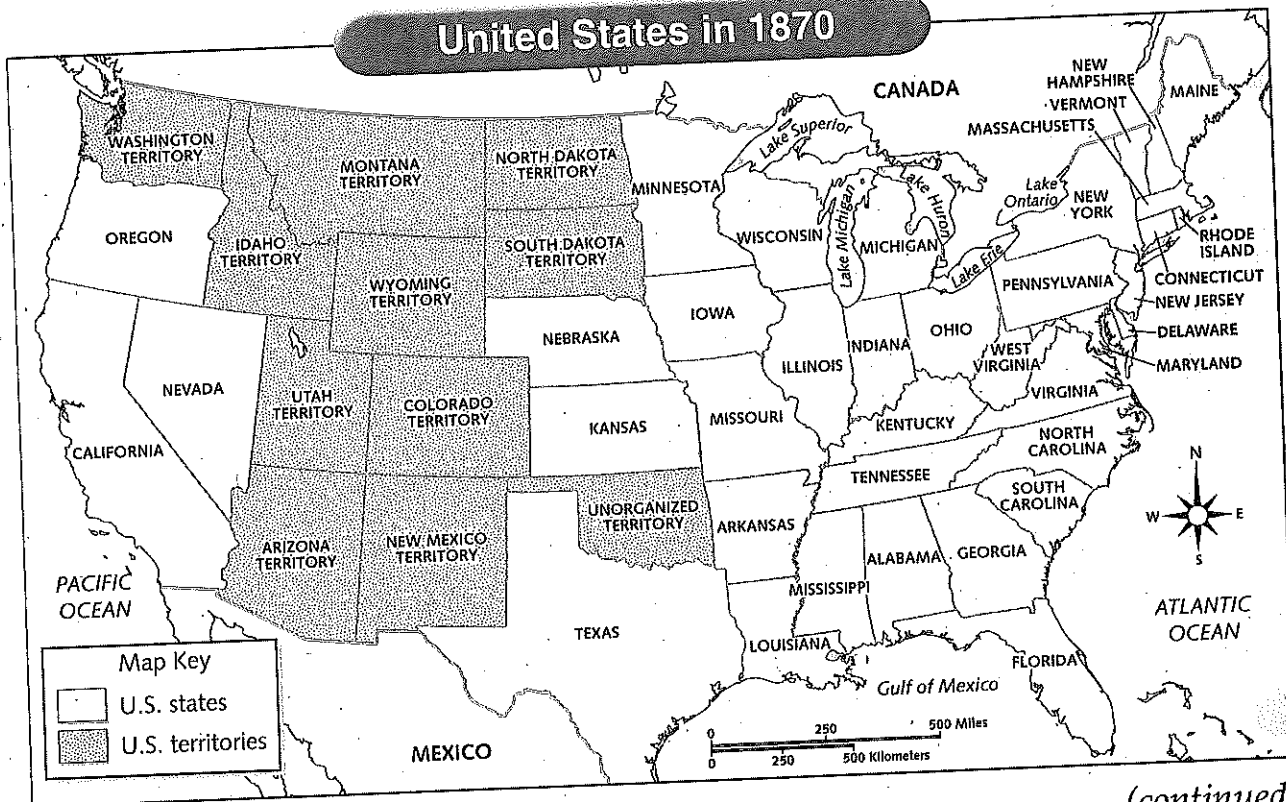 United States in 1870
CANADA
NEW
HAMPSHIRE
VERMONT
MASSACHUSETTS
MAINE
WASHINGTON
TERRITORY
MONTANA
TERRITORY
NORTH DAKOTA
TERRITORY
MINNESOTA
Lake Superior
Lake Huron
Lake Michigan
Lake
Ontario
NEW
YORK
OREGON
IDAHO
TERRITORY
SOUTH DAKOTA
TERRITORY
WISCONSIN
MICHIGAN
Lake Erie
RHODE
ISLAND
CONNECTICUT
WYOMING
TERRITORY
PENNSYLVANIA
NEW JERSEY
IOWA
NEBRASKA
ILLINOIS
INDIANA
OHIO
DELAWARE
WEST
VIRGINIA
MARYLAND
NEVADA
UTAH
TERRITORY
COLORADO
TERRITORY
KANSAS
MISSOURI
KENTUCKY
VIRGINIA
CALIFORNIA
NORTH
CAROLINA
TENNESSEE
SOUTH
CAROLINA
N
W
E
S
UNORGANIZED
TERRITORY
ARKANSAS
ARIZONA
TERRITORY
NEW MEXICO
TERRITORY
MISSISSIPPI
ALABAMA
GEORGIA
PACIFIC
OCEAN
ATLANTIC
OCEAN
TEXAS
LOUISIANA
FLORIDA
Gulf of Mexico
Map Key
U.S. states
U.S. territories
MEXICO
0 250 500 Miles
0 250 500 Kilometers
(continued